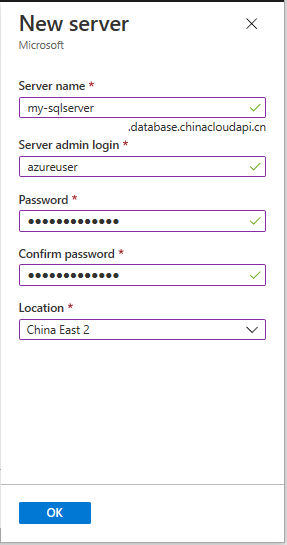 New server
Microsoft
Server name *
my-sqlserver
.database.chinacloudapi.cn
Server admin login *
azureuser
Password *
●●●●●●●●●●●●●
Confirm password *
●●●●●●●●●●●●●
Location *
China East 2
OK